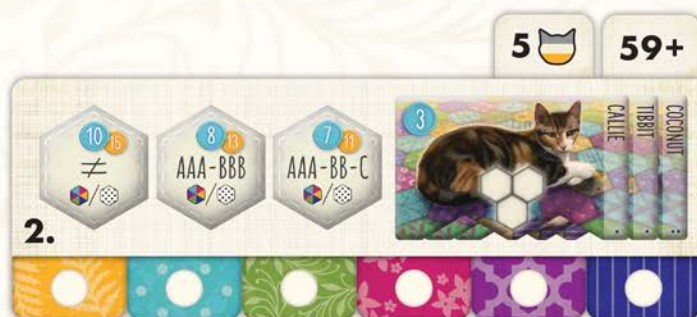 5 59+
10 15 8 13 7 11 3
≠ AAA-BBB AAA-BB-C CALLIE TIBBIT COCONUT
/ / /
2.